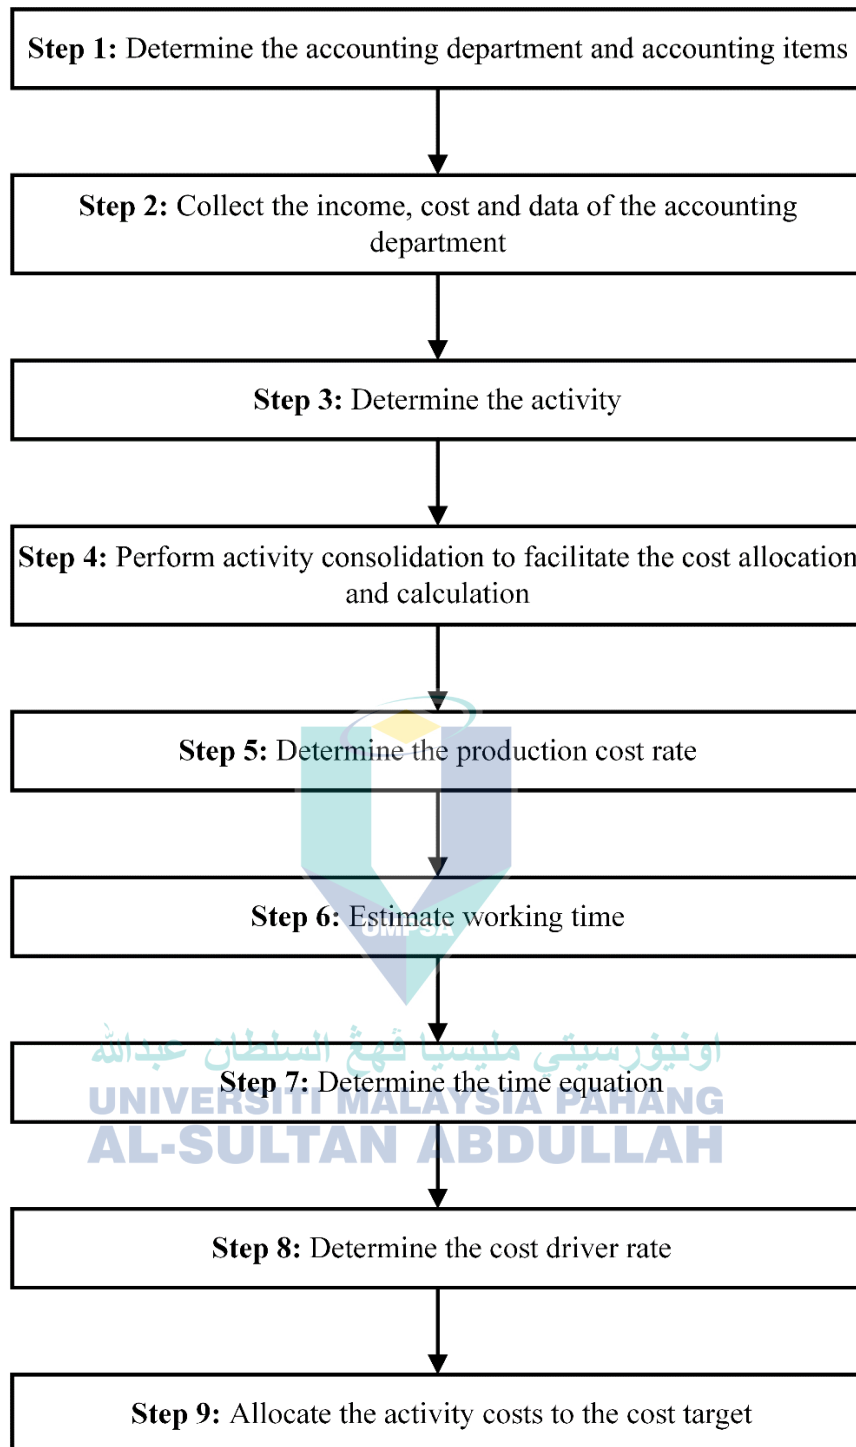 Step 1: Determine the accounting department and accounting items
Step 2: Collect the income, cost and data of the accounting
department
Step 3: Determine the activity
Step 4: Perform activity consolidation to facilitate the cost allocation
and calculation
Step 5: Determine the production cost rate
Step 6: Estimate working time
UMPSA
اونيۏرسيتي مليسيا ڤهڠ السلطان عبدالله
Step 7: Determine the time equation
UNIVERSITI MALAYSIA PAHANG
AL-SULTAN ABDULLAH
Step 8: Determine the cost driver rate
Step 9: Allocate the activity costs to the cost target